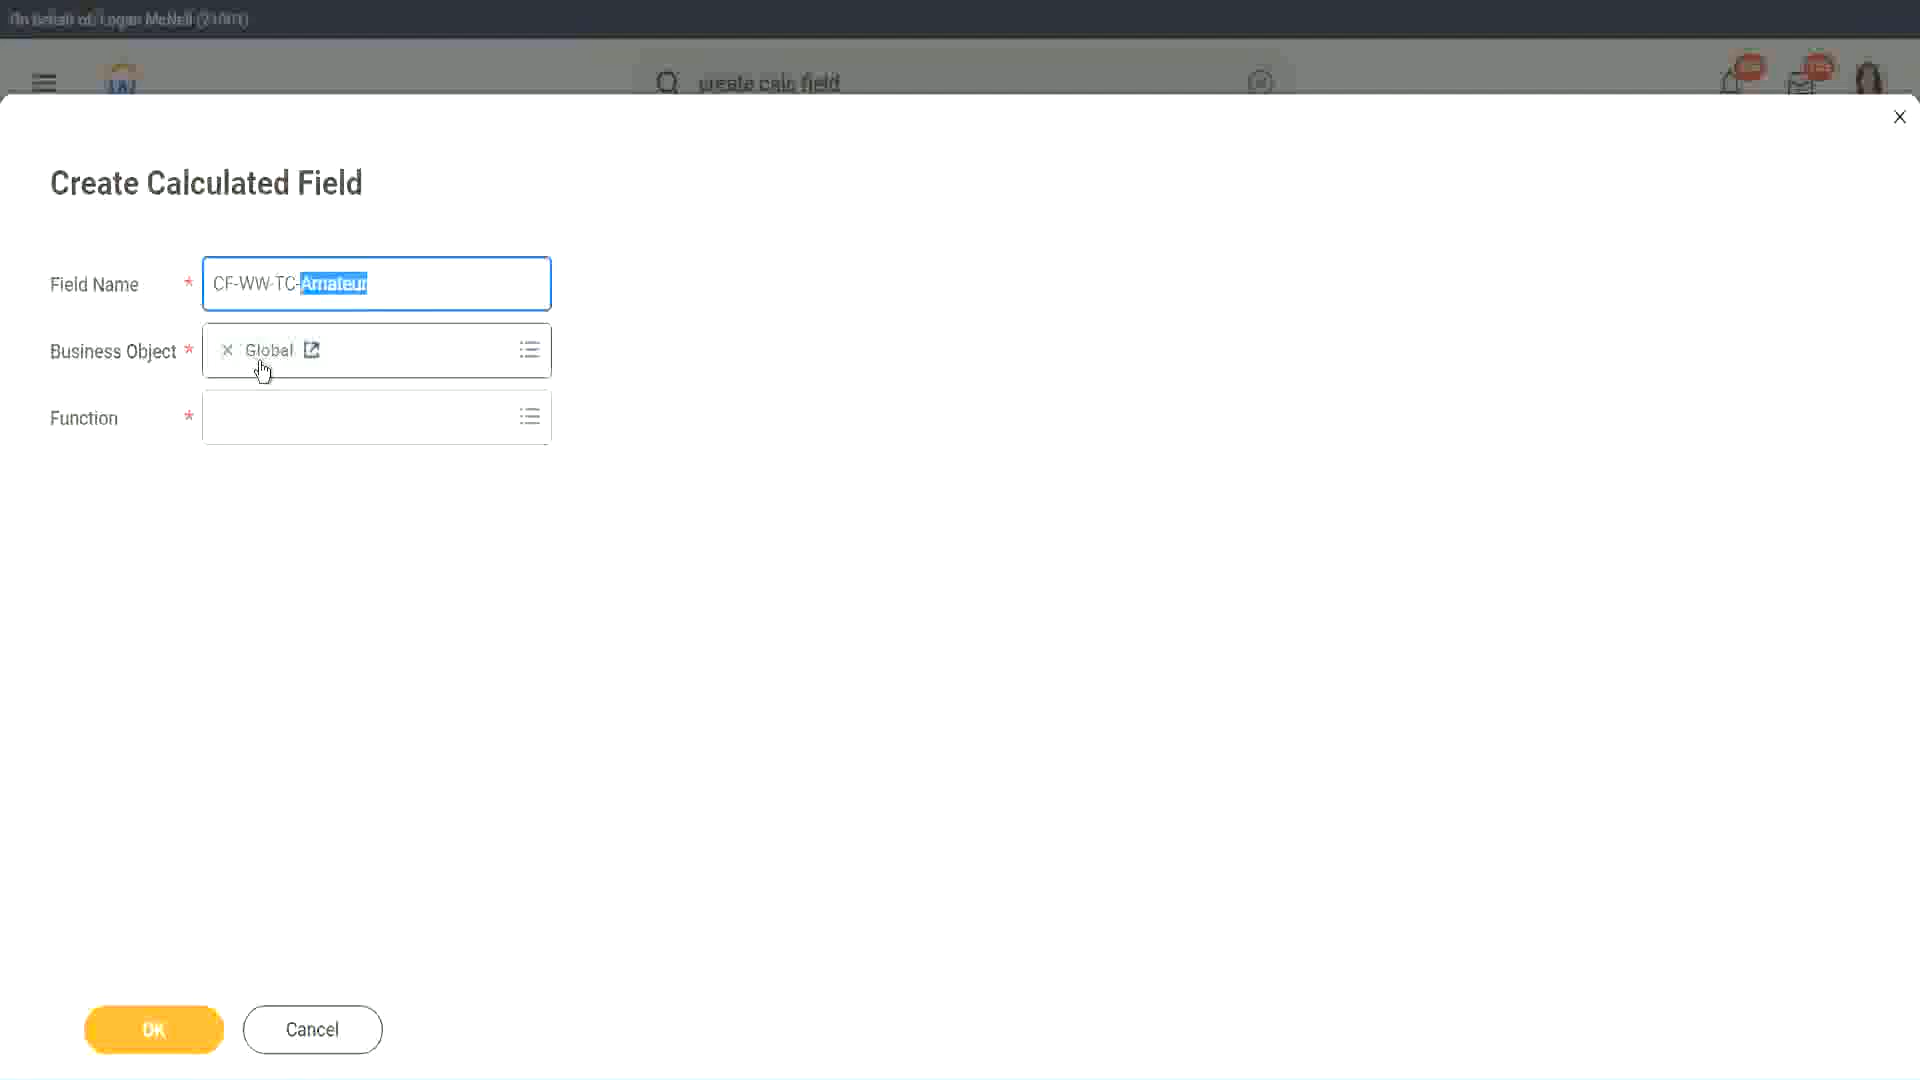 On behalf of: Logan McNeil (21001)
create calc field
Create Calculated Field
Field Name *
CF-WW-TC-Amateur
Business Object *
Global
Function *
OK
Cancel